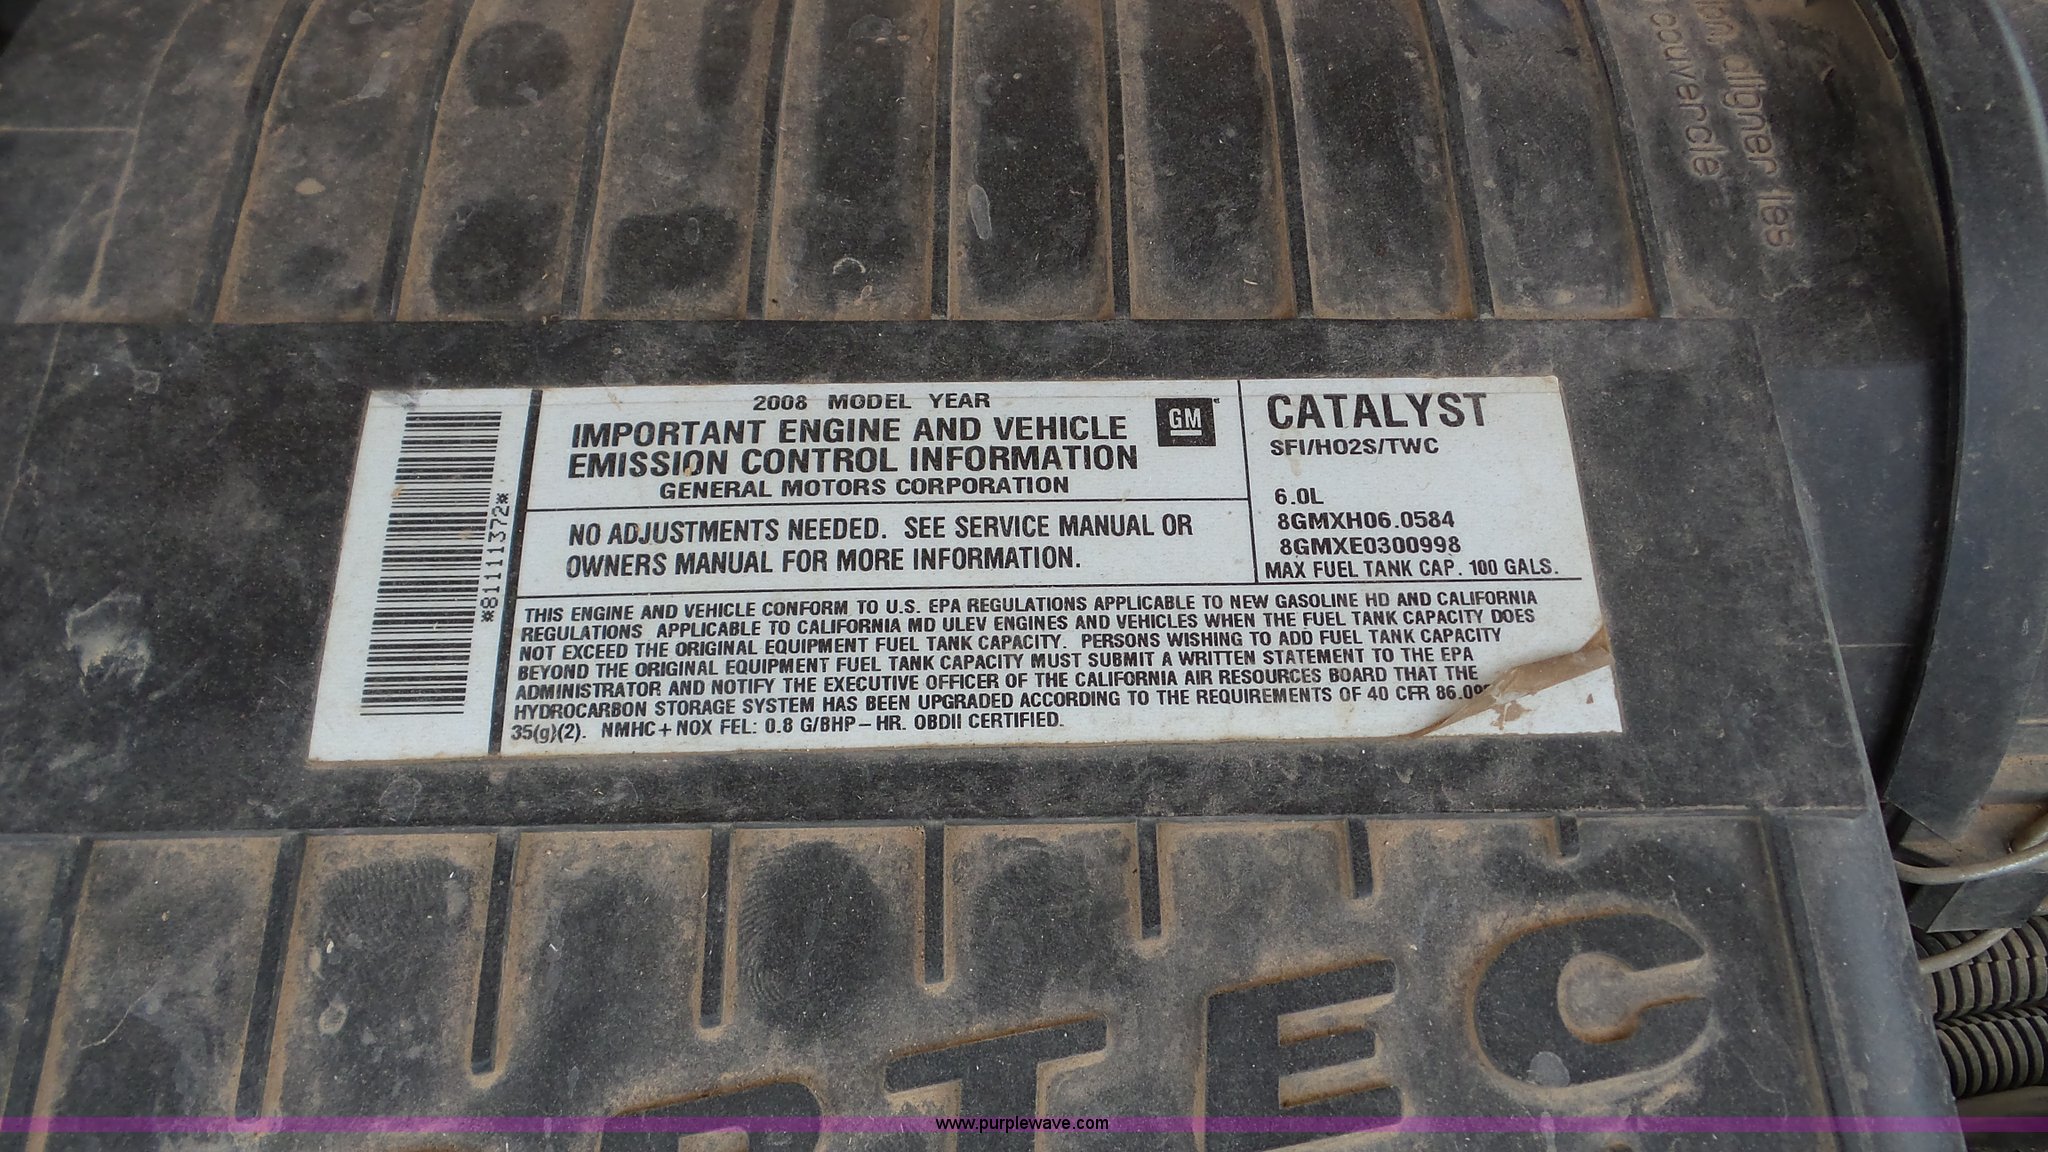 ion digner les
couvercle
2008 MODEL YEAR
IMPORTANT ENGINE AND VEHICLE
EMISSION CONTROL INFORMATION
GENERAL MOTORS CORPORATION
GM
NO ADJUSTMENTS NEEDED. SEE SERVICE MANUAL OR
OWNERS MANUAL FOR MORE INFORMATION.
CATALYST
SFI/HO2S/TWC
6.0L
8GMXH06.0584
8GMXE0300998
MAX FUEL TANK CAP. 100 GALS.
*81111372*
THIS ENGINE AND VEHICLE CONFORM TO U.S. EPA REGULATIONS APPLICABLE TO NEW GASOLINE HD AND CALIFORNIA
REGULATIONS APPLICABLE TO CALIFORNIA MD ULEV ENGINES AND VEHICLES WHEN THE FUEL TANK CAPACITY DOES
NOT EXCEED THE ORIGINAL EQUIPMENT FUEL TANK CAPACITY. PERSONS WISHING TO ADD FUEL TANK CAPACITY
BEYOND THE ORIGINAL EQUIPMENT FUEL TANK CAPACITY MUST SUBMIT A WRITTEN STATEMENT TO THE EPA
ADMINISTRATOR AND NOTIFY THE EXECUTIVE OFFICER OF THE CALIFORNIA AIR RESOURCES BOARD THAT THE
HYDROCARBON STORAGE SYSTEM HAS BEEN UPGRADED ACCORDING TO THE REQUIREMENTS OF 40 CFR 86.09
35(g)(2). NMHC+NOX FEL: 0.8 G/BHP-HR. OBDII CERTIFIED.
RTEC
www.purplewave.com